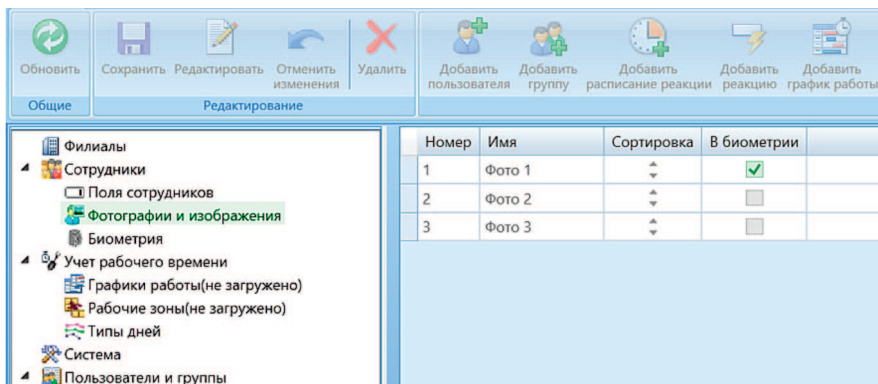 Обновить
Сохранить Редактировать Отменить изменения Удалить
Добавить пользователя Добавить группу Добавить расписание реакции Добавить реакцию Добавить график работы
Общие Редактирование
Филиалы
Сотрудники
Поля сотрудников
Фотографии и изображения
Биометрия
Учет рабочего времени
Графики работы(не загружено)
Рабочие зоны(не загружено)
Типы дней
Система
Пользователи и группы
Номер Имя Сортировка В биометрии
1 Фото 1
2 Фото 2
3 Фото 3